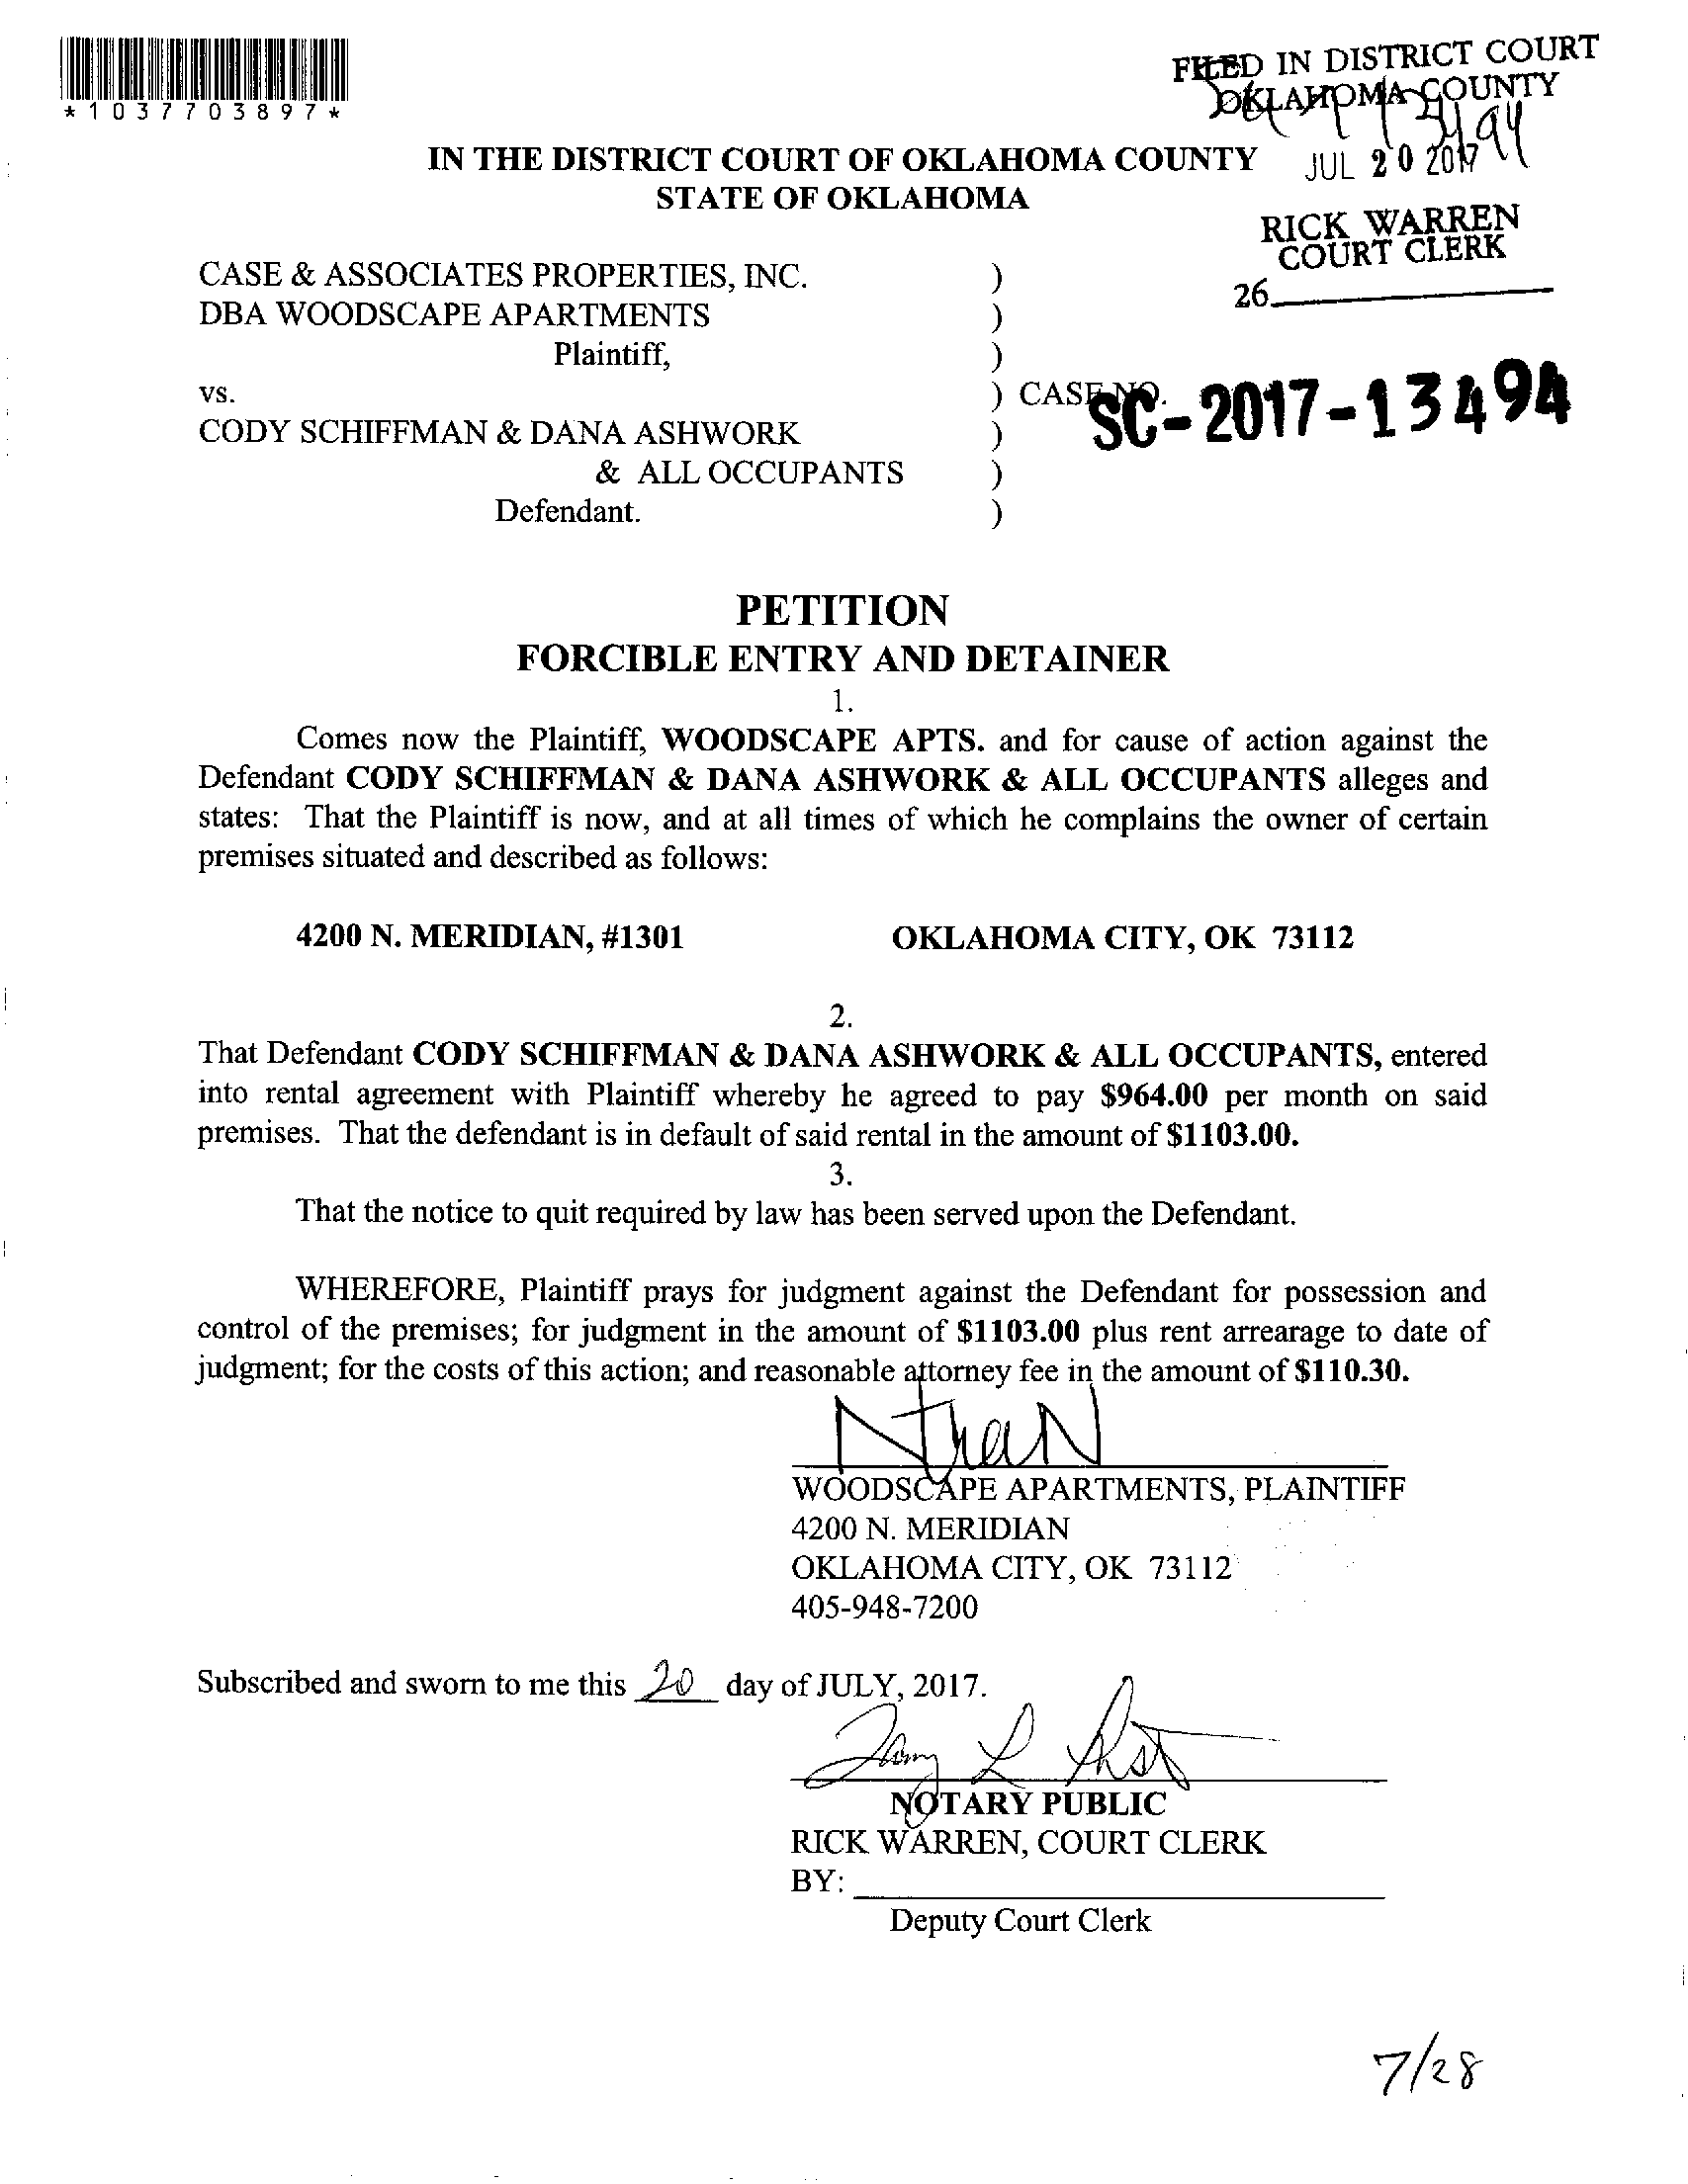 *1037703897*
FILED IN DISTRICT COURT
OKLAHOMA COUNTY
JUL 20 2017
RICK WARREN
COURT CLERK
26
IN THE DISTRICT COURT OF OKLAHOMA COUNTY
STATE OF OKLAHOMA
CASE & ASSOCIATES PROPERTIES, INC. )
DBA WOODSCAPE APARTMENTS )
Plaintiff, )
vs. ) CASE NO. SC-2017-13494
CODY SCHIFFMAN & DANA ASHWORK )
& ALL OCCUPANTS )
Defendant. )
PETITION
FORCIBLE ENTRY AND DETAINER
1.
Comes now the Plaintiff, WOODSCAPE APTS. and for cause of action against the
Defendant CODY SCHIFFMAN & DANA ASHWORK & ALL OCCUPANTS alleges and
states: That the Plaintiff is now, and at all times of which he complains the owner of certain
premises situated and described as follows:
4200 N. MERIDIAN, #1301 OKLAHOMA CITY, OK 73112
2.
That Defendant CODY SCHIFFMAN & DANA ASHWORK & ALL OCCUPANTS, entered
into rental agreement with Plaintiff whereby he agreed to pay $964.00 per month on said
premises. That the defendant is in default of said rental in the amount of $1103.00.
3.
That the notice to quit required by law has been served upon the Defendant.
WHEREFORE, Plaintiff prays for judgment against the Defendant for possession and
control of the premises; for judgment in the amount of $1103.00 plus rent arrearage to date of
judgment; for the costs of this action; and reasonable attorney fee in the amount of $110.30.
WOODSCAPE APARTMENTS, PLAINTIFF
4200 N. MERIDIAN
OKLAHOMA CITY, OK 73112
405-948-7200
Subscribed and sworn to me this 20 day of JULY, 2017.
NOTARY PUBLIC
RICK WARREN, COURT CLERK
BY:
Deputy Court Clerk
7/28